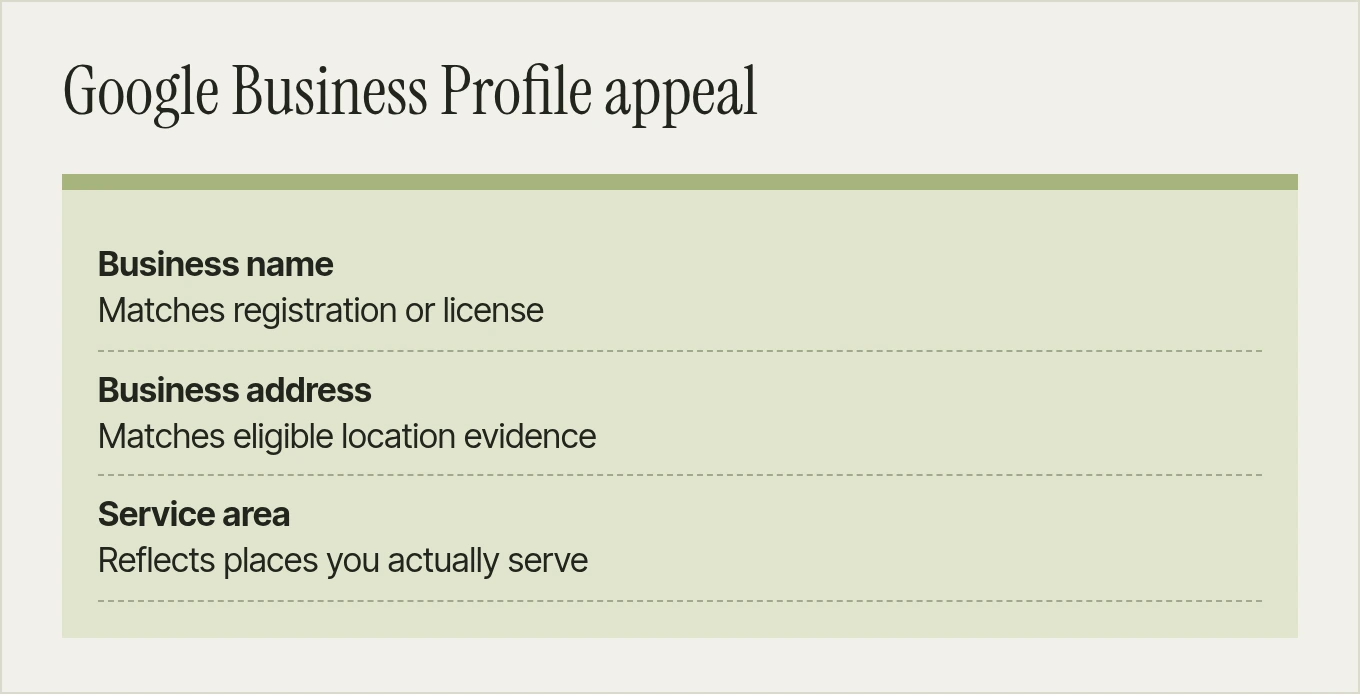 Google Business Profile appeal
Business name
Matches registration or license
Business address
Matches eligible location evidence
Service area
Reflects places you actually serve